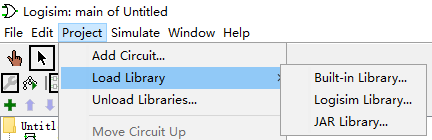 Logisim: main of Untitled
File Edit Project Simulate Window Help
Add Circuit...
Load Library
Built-in Library...
Unload Libraries...
Logisim Library...
JAR Library...
Untitl
Move Circuit Up